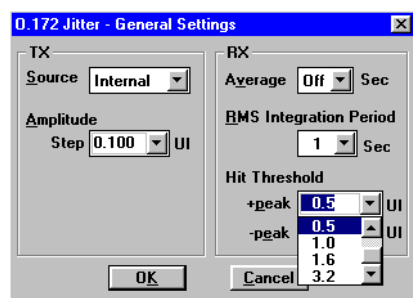 O.172 Jitter - General Settings
TX
Source Internal
Amplitude
Step 0.100 UI
RX
Average Off Sec
RMS Integration Period
1 Sec
Hit Threshold
+peak 0.5 UI
-peak UI
0.5
1.0
1.6
3.2
OK Cancel